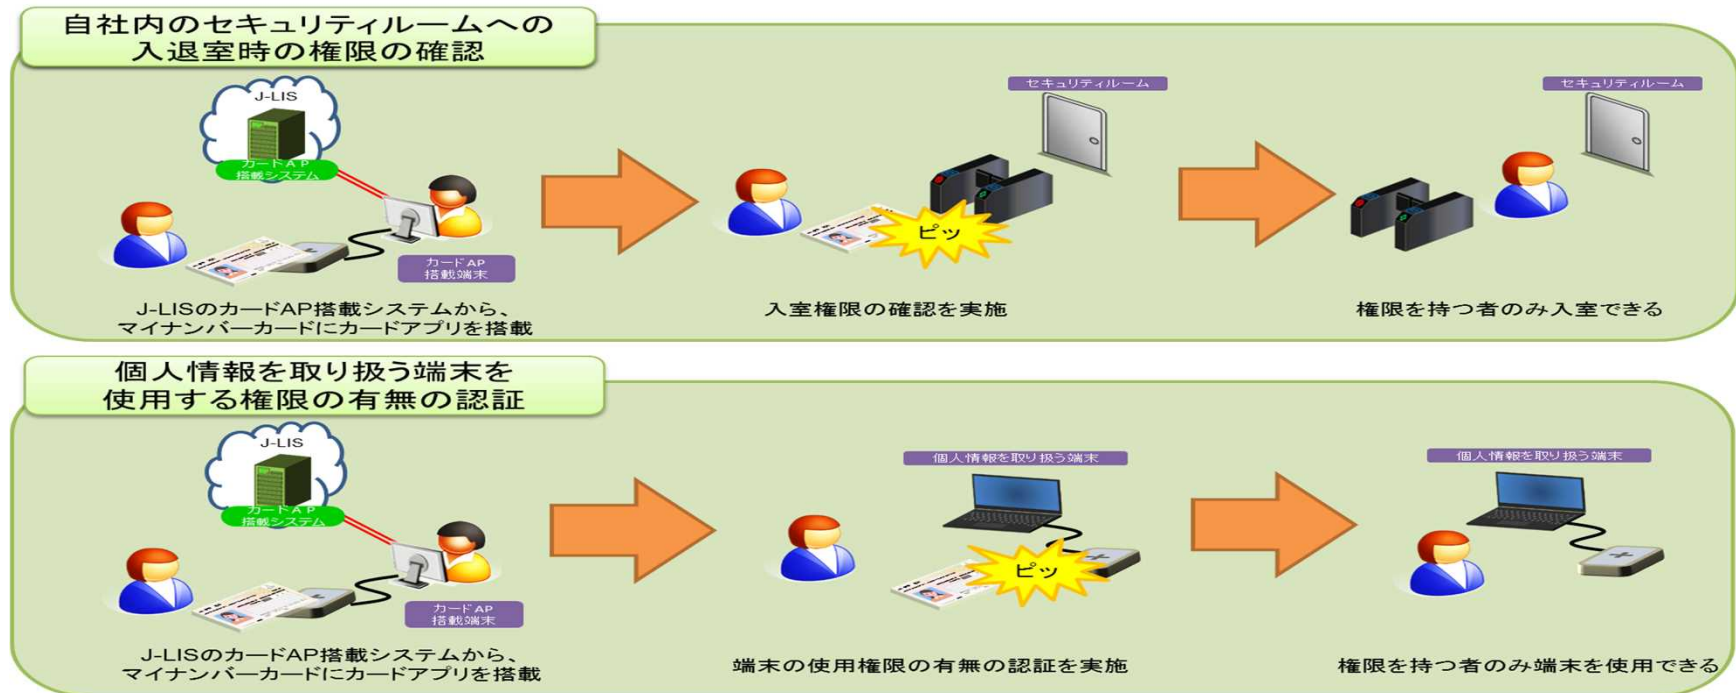 自社内のセキュリティルームへの
入退室時の権限の確認
J-LIS
カードＡＰ
搭載システム
カードAP
搭載端末
J-LISのカードAP搭載システムから、
マイナンバーカードにカードアプリを搭載
セキュリティルーム
ピッ
入室権限の確認を実施
セキュリティルーム
権限を持つ者のみ入室できる
個人情報を取り扱う端末を
使用する権限の有無の認証
J-LIS
カードＡＰ
搭載システム
カードAP
搭載端末
J-LISのカードAP搭載システムから、
マイナンバーカードにカードアプリを搭載
個人情報を取り扱う端末
ピッ
端末の使用権限の有無の認証を実施
個人情報を取り扱う端末
権限を持つ者のみ端末を使用できる